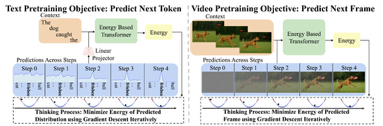 Text Pretraining Objective: Predict Next Token
Context
The
dog
caught
the
Energy Based
Transformer
Energy
Linear
Projector
Predictions Across Steps
Step 0
Step 1
Step 2
Step 3
Step 4
Thinking Process: Minimize Energy of Predicted
Distribution using Gradient Descent Iteratively
Video Pretraining Objective: Predict Next Frame
Context
Energy Based
Transformer
Energy
Predictions Across Steps
Step 0
Step 1
Step 2
Step 3
Step 4
Thinking Process: Minimize Energy of Predicted
Frame using Gradient Descent Iteratively